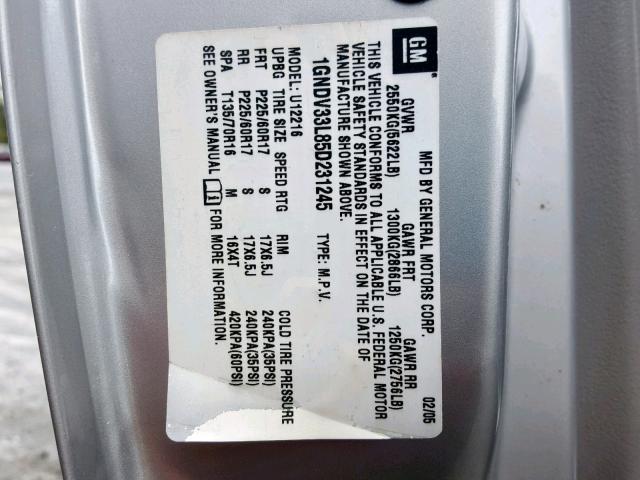 GM
MFD BY GENERAL MOTORS CORP. 02/05
GVWR GAWR FRT GAWR RR
2550KG(5622LB) 1300KG(2866LB) 1250KG(2756LB)
THIS VEHICLE CONFORMS TO ALL APPLICABLE U.S. FEDERAL MOTOR
VEHICLE SAFETY STANDARDS IN EFFECT ON THE DATE OF
MANUFACTURE SHOWN ABOVE.
1GNDV33L85D231245 TYPE: M.P.V.
MODEL: U12216
UPBG TIRE SIZE SPEED RTG RIM COLD TIRE PRESSURE
FRT P225/60R17 S 17X6.5J 240KPA(35PSI)
RR P225/60R17 S 17X6.5J 240KPA(35PSI)
SPA T135/70R16 M 16X4T 420KPA(60PSI)
SEE OWNER'S MANUAL FOR MORE INFORMATION.